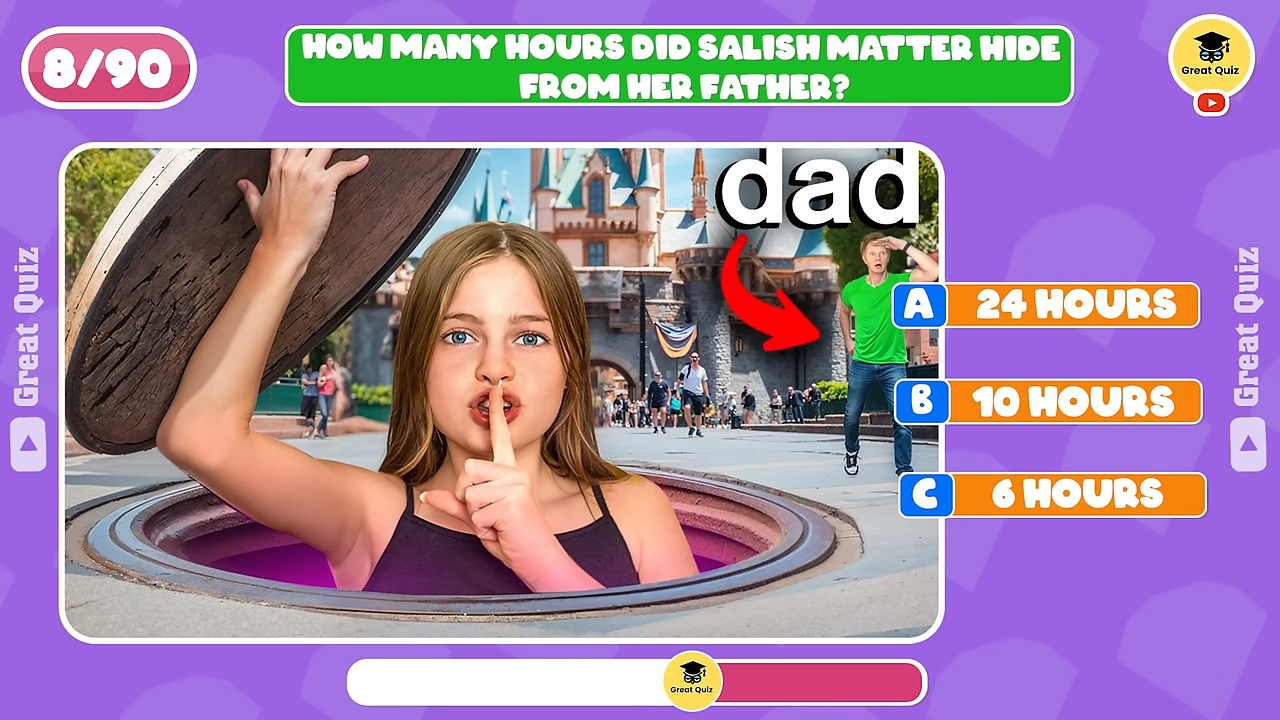 8/90
HOW MANY HOURS DID SALISH MATTER HIDE
FROM HER FATHER?
Great Quiz
dad
A 24 HOURS
B 10 HOURS
C 6 HOURS
Great Quiz
Great Quiz
Great Quiz